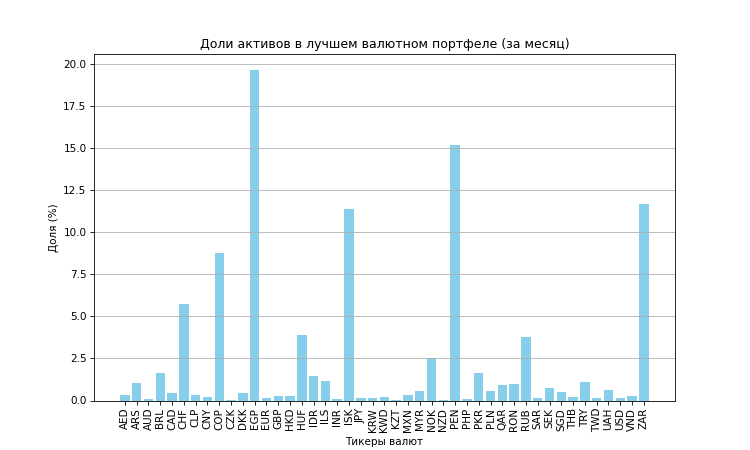 Доли активов в лучшем валютном портфеле (за месяц)
Доля (%)
20.0
17.5
15.0
12.5
10.0
7.5
5.0
2.5
0.0
AED
ARS
AUD
BRL
CAD
CHF
CLP
CNY
COP
CZK
DKK
EGP
EUR
GBP
HKD
HUF
IDR
ILS
INR
ISK
JPY
KRW
KWD
KZT
MXN
MYR
NOK
NZD
PEN
PHP
PKR
PLN
QAR
RON
RUB
SAR
SEK
SGD
THB
TRY
TWD
UAH
USD
VND
ZAR
Тикеры валют